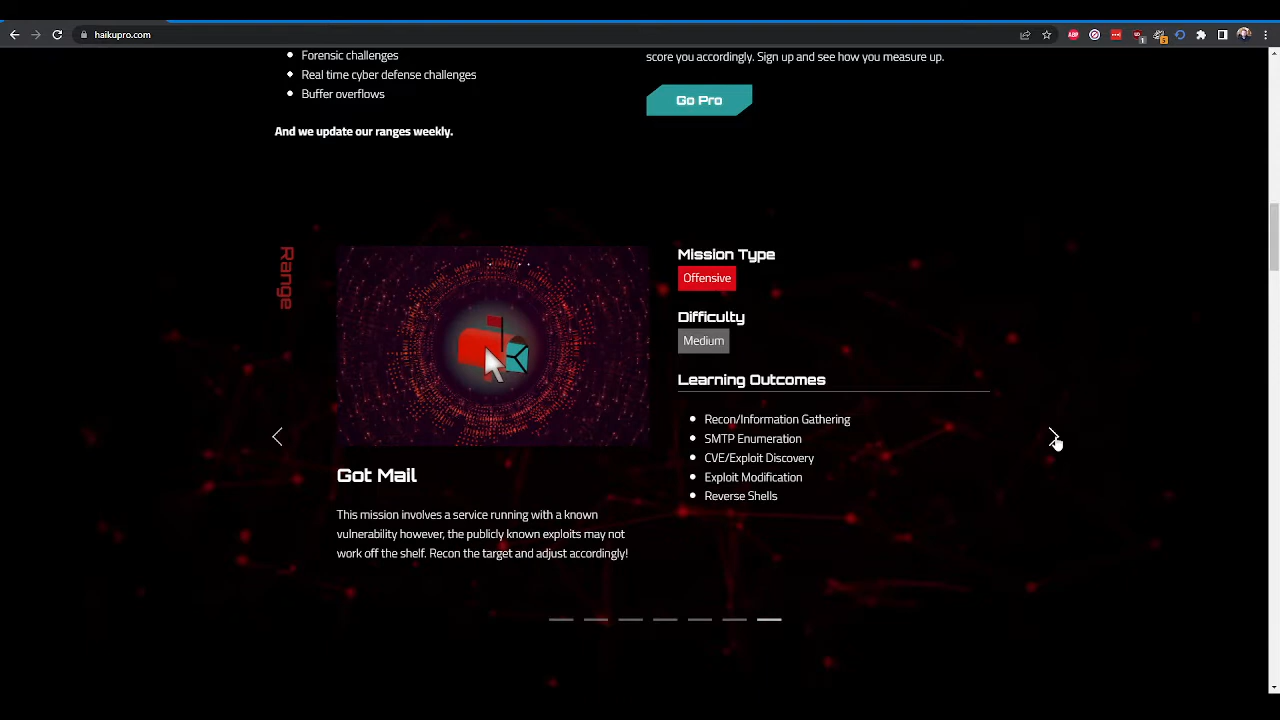 haikupro.com
Forensic challenges
Real time cyber defense challenges
Buffer overflows
And we update our ranges weekly.
score you accordingly. Sign up and see how you measure up.
Go Pro
Range
Got Mail
This mission involves a service running with a known
vulnerability however, the publicly known exploits may not
work off the shelf. Recon the target and adjust accordingly!
Mission Type
Offensive
Difficulty
Medium
Learning Outcomes
Recon/Information Gathering
SMTP Enumeration
CVE/Exploit Discovery
Exploit Modification
Reverse Shells